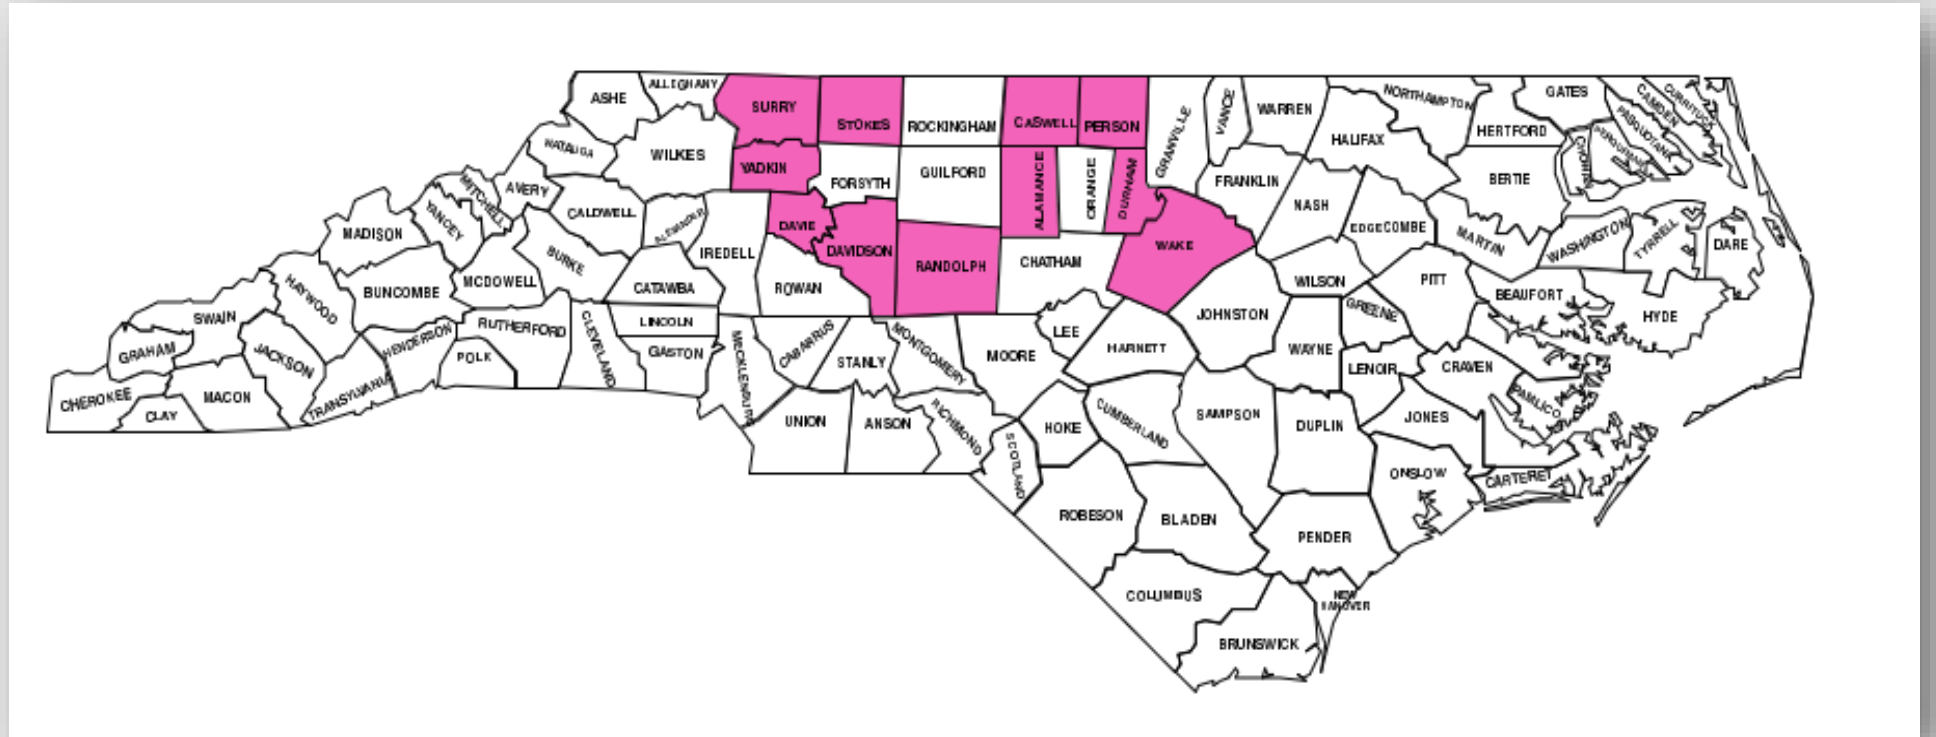 ASHE
ALLEGHANY
SURRY
STOKES
ROCKINGHAM
CASWELL
PERSON
GRANVILLE
VANCE
WARREN
NORTHAMPTON
GATES
CAMDEN
CURRITUCK
PASQUOTANK
HERTFORD
HALIFAX
WATAUGA
WILKES
YADKIN
FORSYTH
GUILFORD
ALAMANCE
ORANGE
DURHAM
FRANKLIN
NASH
BERTIE
MITCHELL
AVERY
CALDWELL
ALEXANDER
DAVIE
DAVIDSON
RANDOLPH
CHATHAM
WAKE
EDGECOMBE
MARTIN
WASHINGTON
TYRRELL
DARE
MADISON
YANCEY
BURKE
IREDELL
ROWAN
WILSON
PITT
BEAUFORT
HYDE
HAYWOOD
BUNCOMBE
MCDOWELL
CATAWBA
JOHNSTON
GREENE
SWAIN
RUTHERFORD
CLEVELAND
LINCOLN
GASTON
MECKLENBURG
CABARRUS
STANLY
MONTGOMERY
MOORE
LEE
HARNETT
WAYNE
LENOIR
CRAVEN
PAMLICO
GRAHAM
JACKSON
HENDERSON
POLK
CHEROKEE
CLAY
MACON
TRANSYLVANIA
UNION
ANSON
RICHMOND
SCOTLAND
HOKE
CUMBERLAND
SAMPSON
DUPLIN
JONES
ONSLOW
CARTERET
ROBESON
BLADEN
PENDER
COLUMBUS
NEW
HANOVER
BRUNSWICK